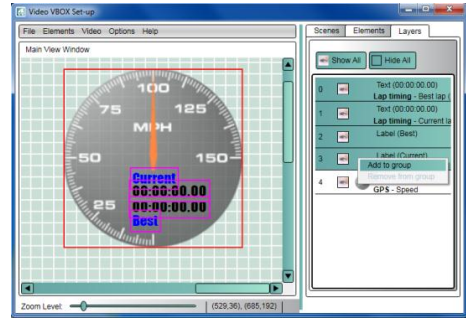 Video VBOX Set-up
File Elements Video Options Help
Main View Window
100
75 125
MPH
50 150
Current
00:00:00.00
00:00:00.00
25
Best
Zoom Level:
(529,36), (685,192)
Scenes Elements Layers
Show All Hide All
0 Text (00:00:00.00)
Lap timing - Best lap (
1 Text (00:00:00.00)
Lap timing - Current la
2 Label (Best)
3 Label (Current)
Add to group
Remove from group
4
GPS - Speed